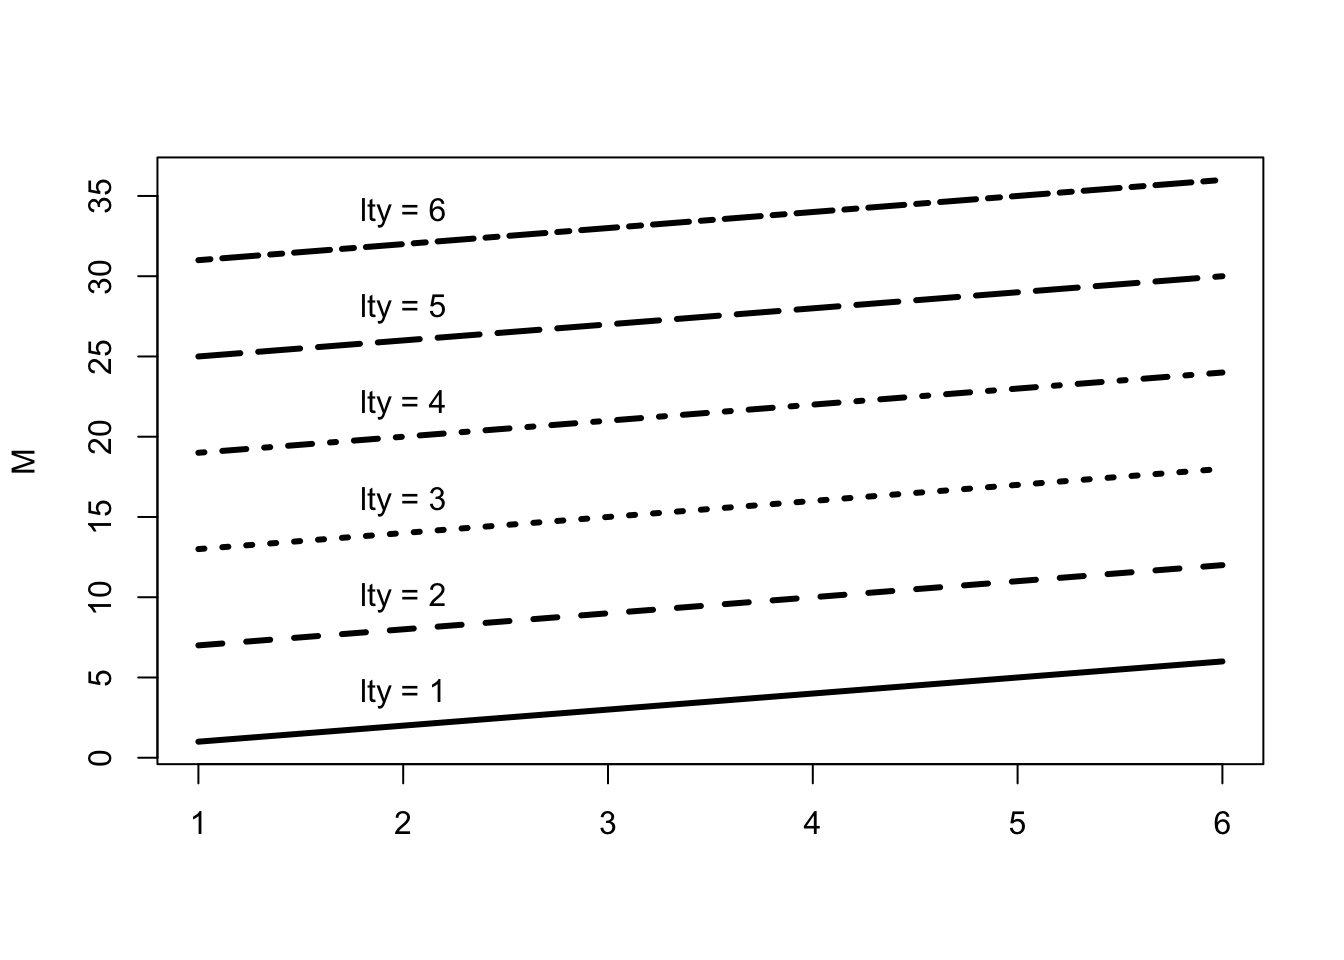 35
lty = 6
30
lty = 5
25
lty = 4
20
M
lty = 3
15
lty = 2
10
lty = 1
5
0
1 2 3 4 5 6